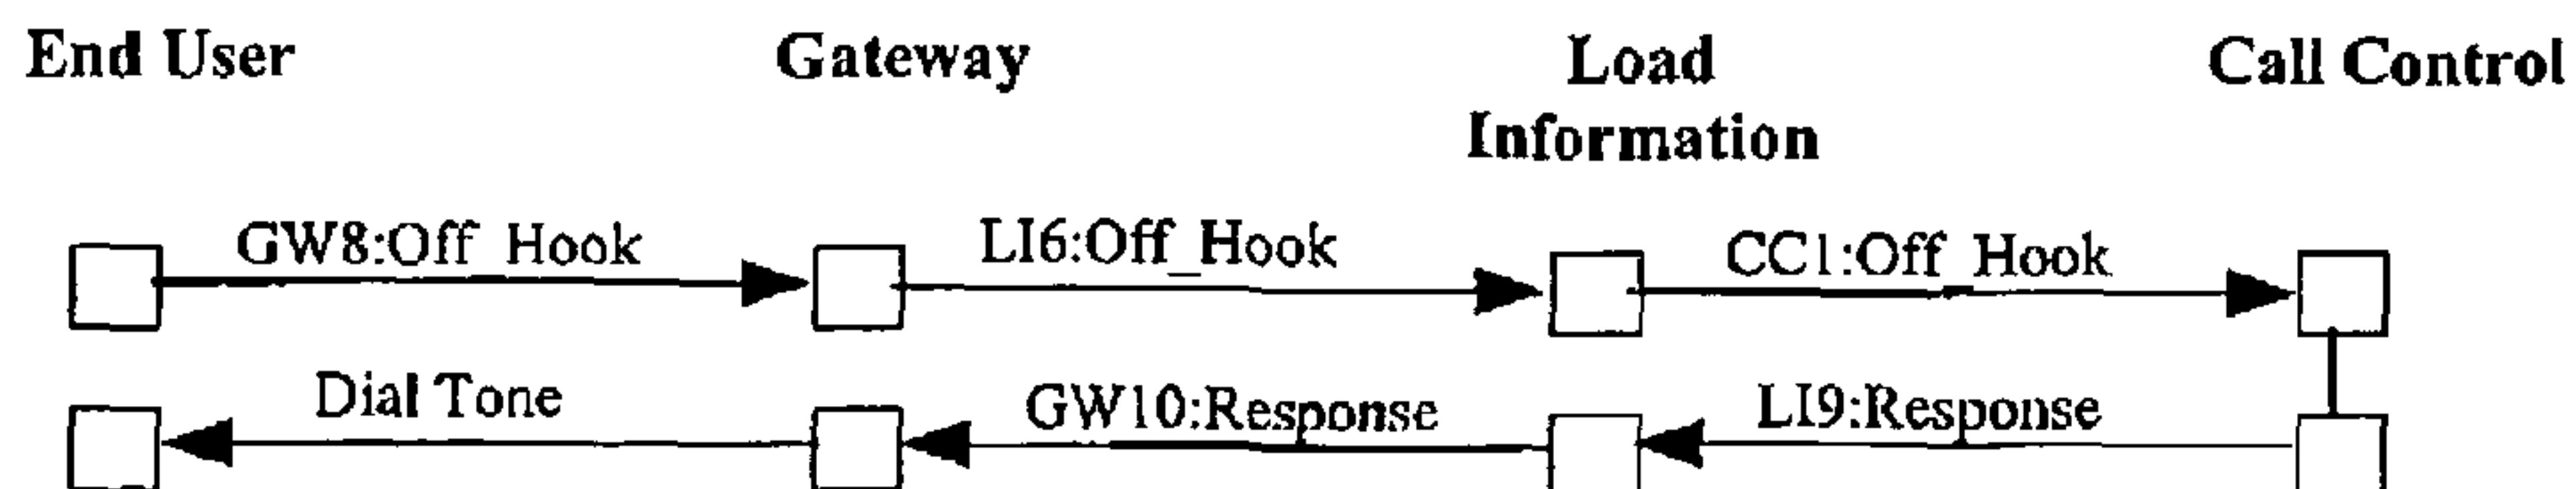 End User
Gateway
Load
Information
Call Control
GW8:Off_Hook
LI6:Off_Hook
CC1:Off_Hook
Dial Tone
GW10:Response
LI9:Response